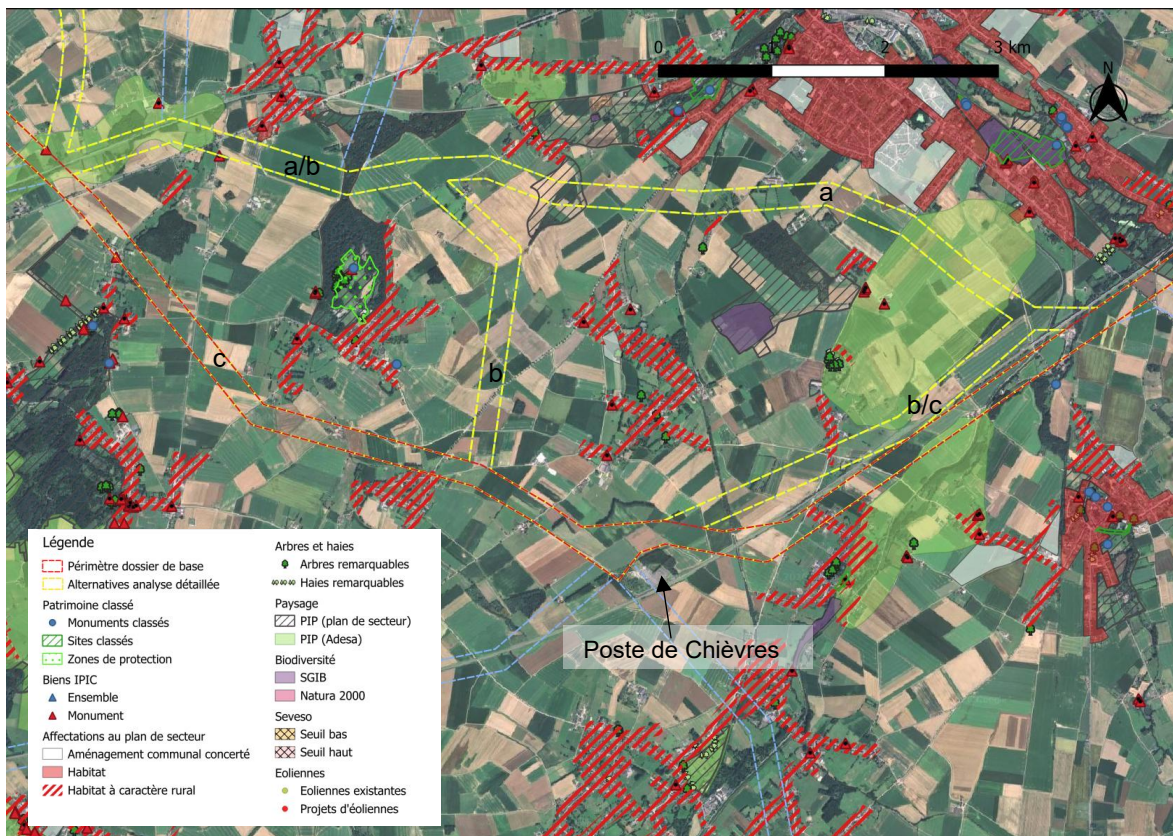 0 1 2 3 km
N
a/b
a
c
b
b/c
Poste de Chièvres
Légende
Périmètre dossier de base
Alternatives analyse détaillée
Patrimoine classé
Monuments classés
Sites classés
Zones de protection
Biens IPIC
Ensemble
Monument
Affectations au plan de secteur
Aménagement communal concerté
Habitat
Habitat à caractère rural
Arbres et haies
Arbres remarquables
Haies remarquables
Paysage
PIP (plan de secteur)
PIP (Adesa)
Biodiversité
SGIB
Natura 2000
Seveso
Seuil bas
Seuil haut
Eoliennes
Eoliennes existantes
Projets d'éoliennes